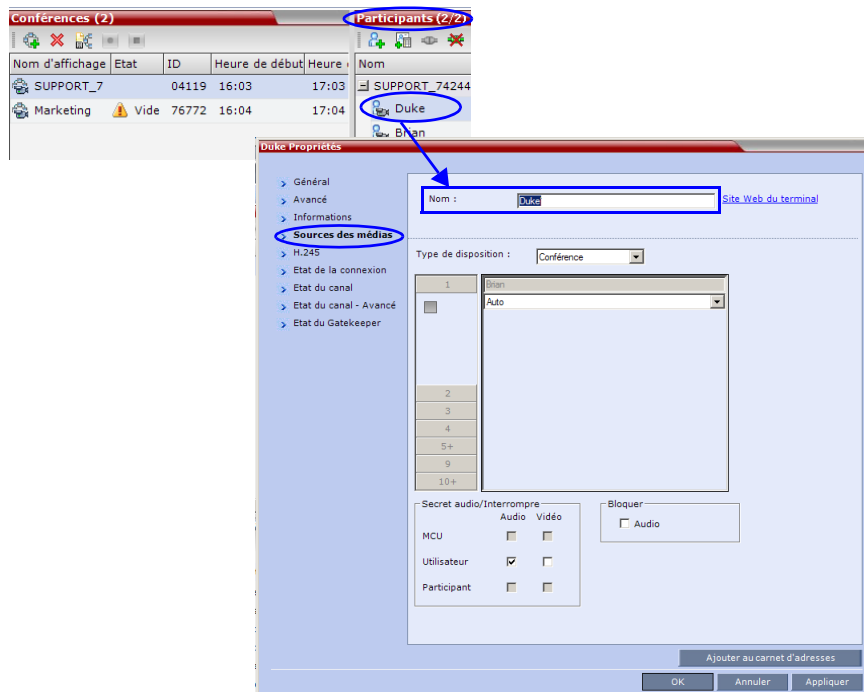 Conférences (2)
Participants (2/2)
Nom d'affichage Etat ID Heure de début Heure
Nom
SUPPORT_7 04119 16:03 17:03
SUPPORT_74244
Marketing Vide 76772 16:04 17:04
Duke
Brian
Duke Propriétés
Général
Avancé
Informations
Sources des médias
H.245
Etat de la connexion
Etat du canal
Etat du canal - Avancé
Etat du Gatekeeper
Nom : Duke Site Web du terminal
Type de disposition : Conférence
1 Brian
Auto
2
3
4
5+
9
10+
Secret audio/Interrompre
Audio Vidéo
MCU
Utilisateur
Participant
Bloquer
Audio
Ajouter au carnet d'adresses
OK Annuler Appliquer